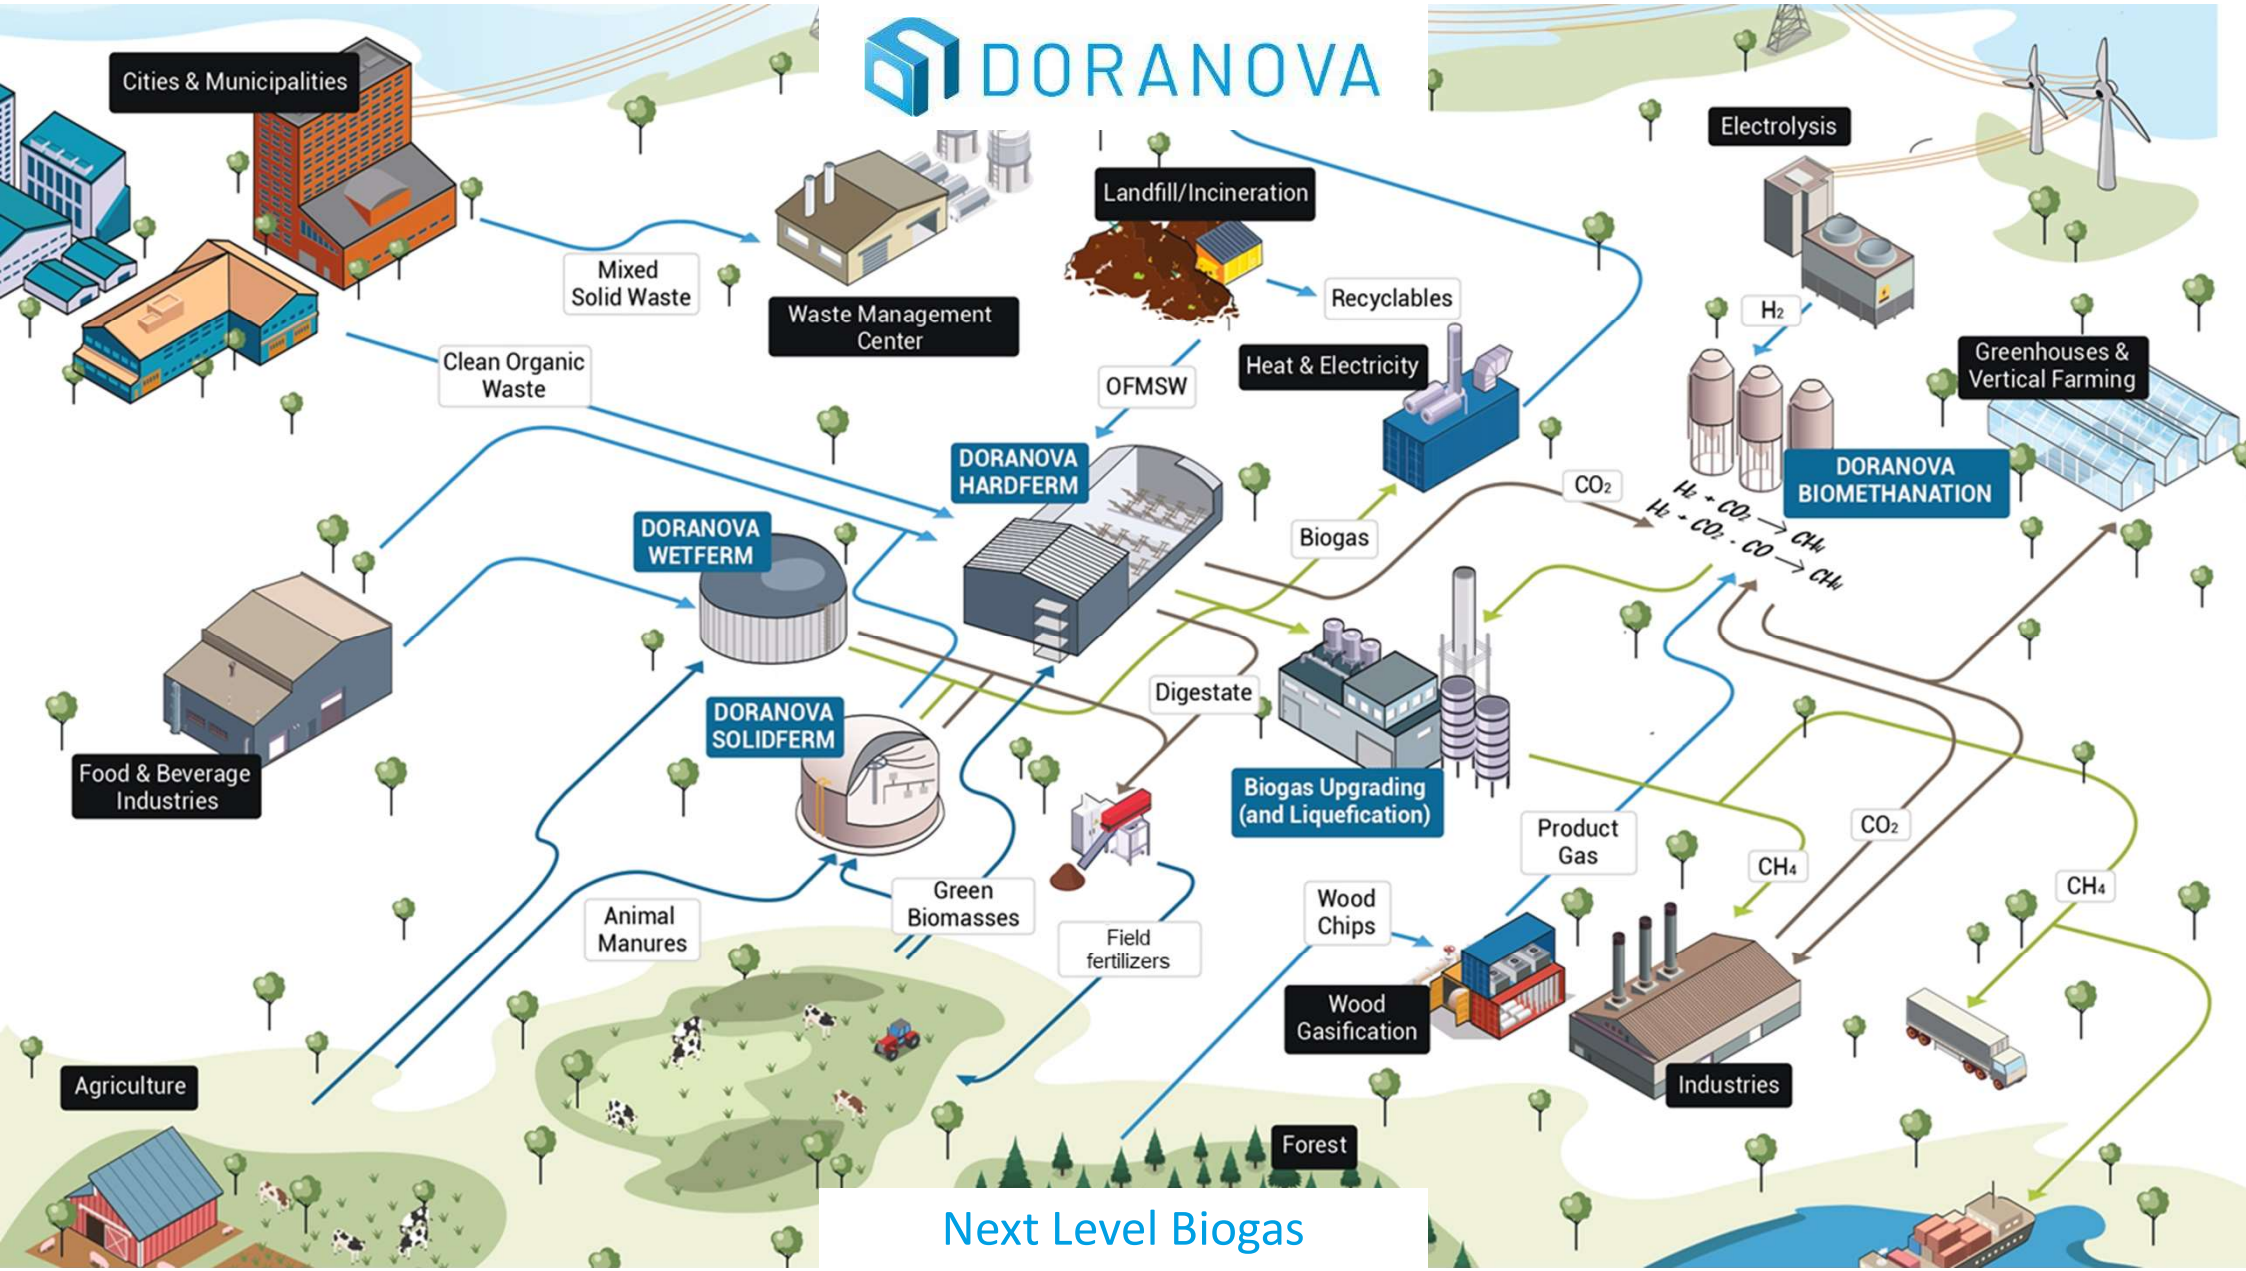 DORANOVA
Cities & Municipalities
Electrolysis
Landfill/Incineration
Mixed
Solid Waste
Recyclables
H₂
Waste Management
Center
Clean Organic
Waste
OFMSW
Heat & Electricity
Greenhouses &
Vertical Farming
DORANOVA
HARDFERM
DORANOVA
BIOMETHANATION
CO₂
H₂ + CO₂ → CH₄
H₂ + CO₂ - CO → CH₄
DORANOVA
WETFERM
Biogas
Digestate
DORANOVA
SOLIDFERM
Food & Beverage
Industries
Biogas Upgrading
(and Liquefication)
Product
Gas
CO₂
CH₄
CH₄
Green
Biomasses
Animal
Manures
Wood
Chips
Field
fertilizers
Wood
Gasification
Agriculture
Industries
Forest
Next Level Biogas